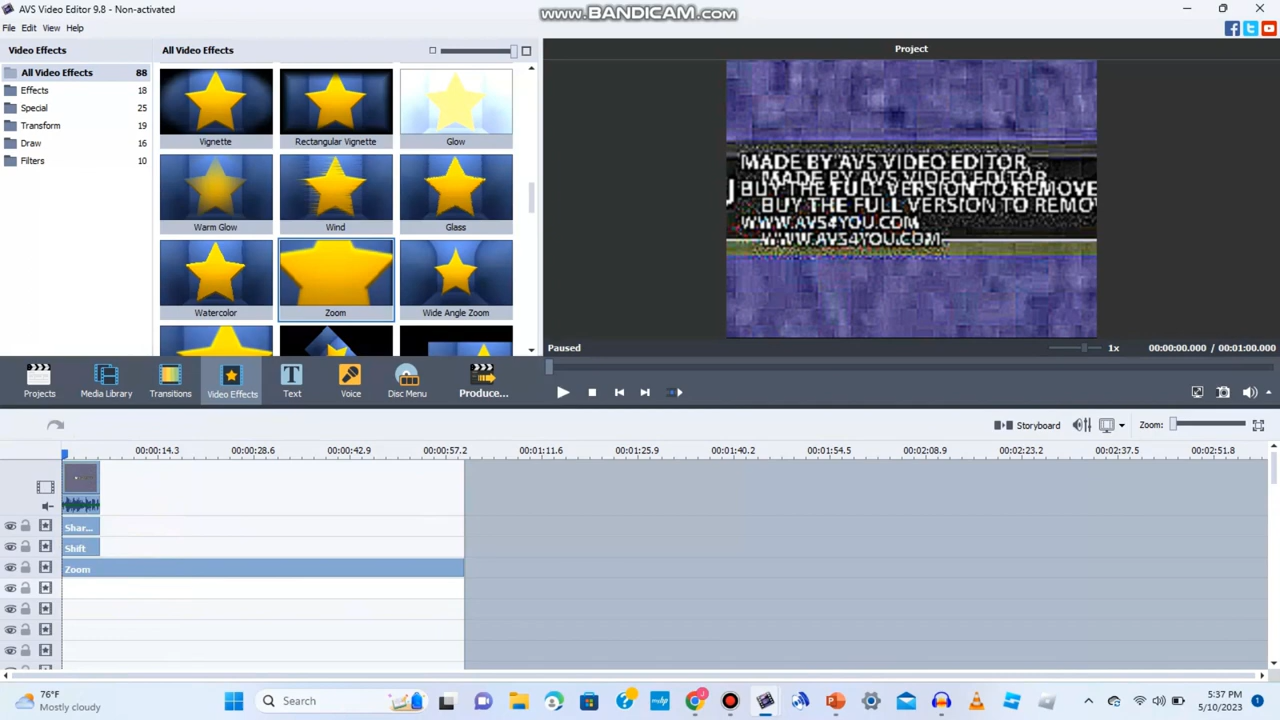 AVS Video Editor 9.8 - Non-activated
WWW.BANDICAM.COM
File Edit View Help
Video Effects
All Video Effects
Project
All Video Effects 88
Effects 18
Special 25
Transform 19
Draw 16
Filters 10
Vignette
Rectangular Vignette
Glow
Warm Glow
Wind
Glass
Watercolor
Zoom
Wide Angle Zoom
MADE BY AVS VIDEO EDITOR
MADE BY AVS VIDEO EDITOR
BUY THE FULL VERSION TO REMOVE
BUY THE FULL VERSION TO REMO
WWW.AVS4YOU.COM
WWW.AVS4YOU.COM
Paused
1x
00:00:00.000 / 00:01:00.000
Projects
Media Library
Transitions
Video Effects
Text
Voice
Disc Menu
Produce...
Storyboard
Zoom:
00:00:14.3 00:00:28.6 00:00:42.9 00:00:57.2 00:01:11.6 00:01:25.9 00:01:40.2 00:01:54.5 00:02:08.9 00:02:23.2 00:02:37.5 00:02:51.8
Shar...
Shift
Zoom
76°F
Mostly cloudy
Search
mdp
5:37 PM
5/10/2023
1